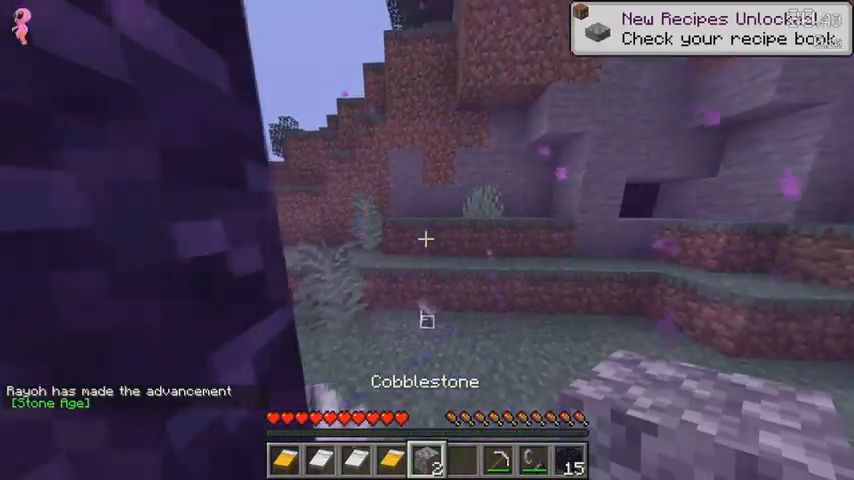 New Recipes Unlocked!
Check your recipe book
Cobblestone
Rayoh has made the advancement
[Stone Age]
2
15